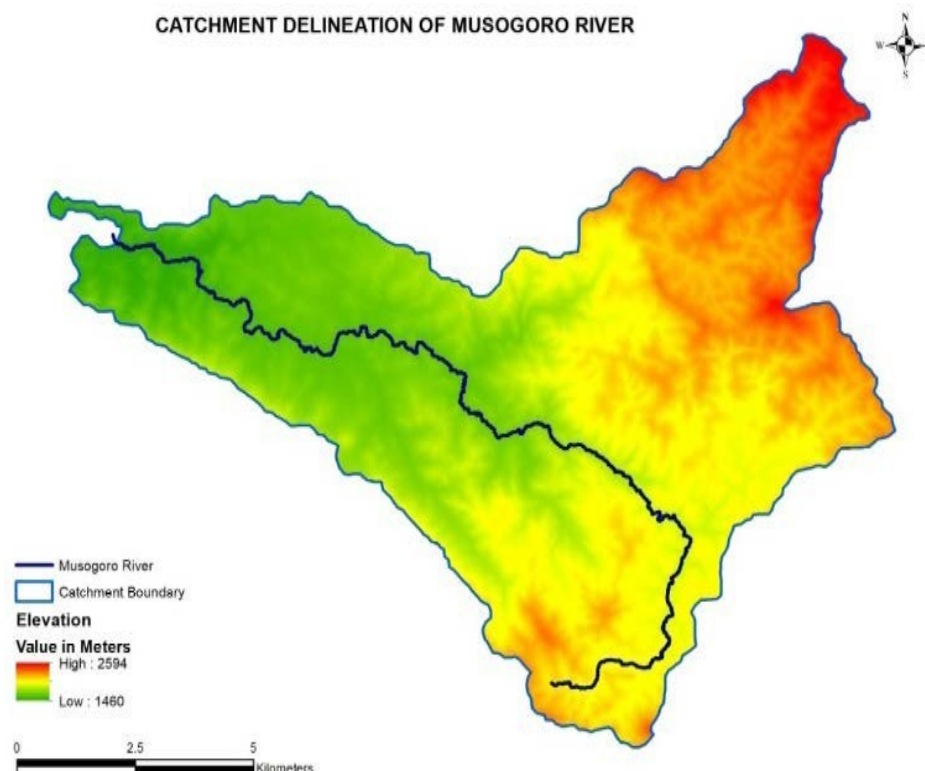 CATCHMENT DELINEATION OF MUSOGORO RIVER
N
W E
S
Musogoro River
Catchment Boundary
Elevation
Value in Meters
High : 2594
Low : 1460
0 2.5 5
Kilometers